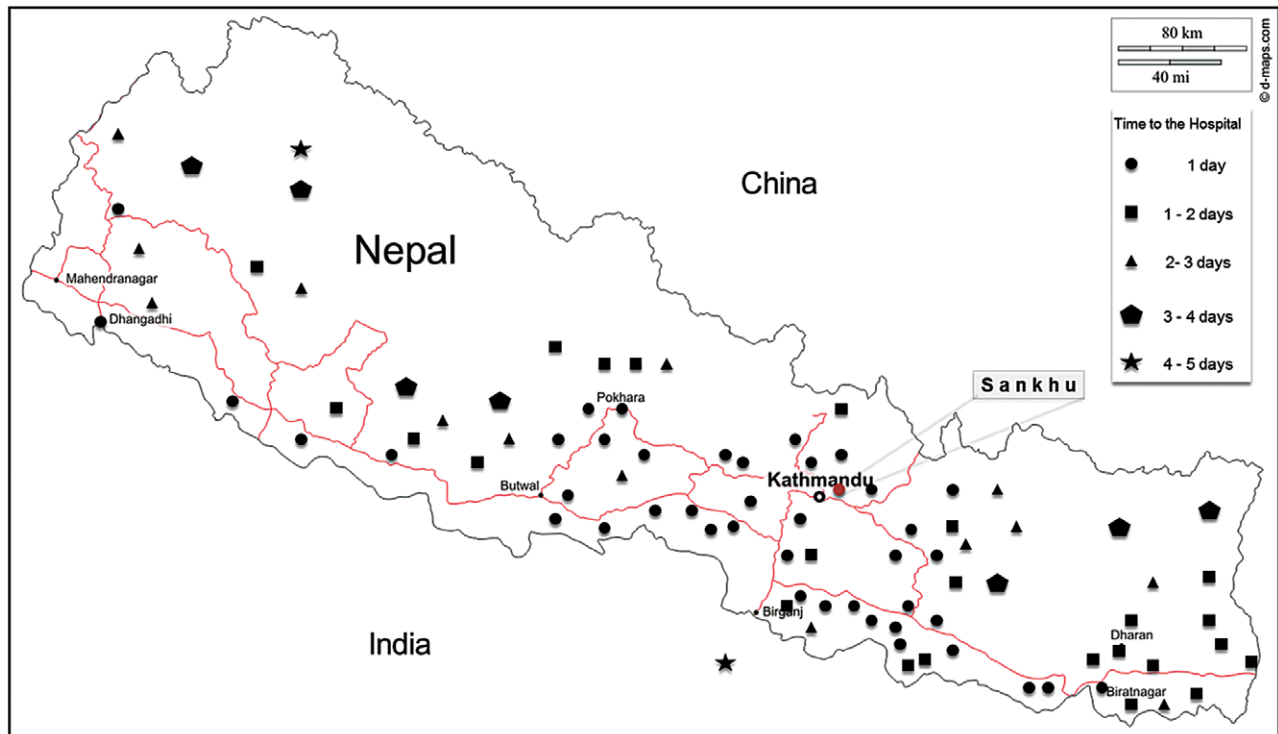 80 km
40 mi
© d-maps.com
Time to the Hospital
1 day
1 - 2 days
2- 3 days
3 - 4 days
4 - 5 days
China
Nepal
Mahendranagar
Dhangadhi
Sankhu
Pokhara
Kathmandu
Butwal
Birganj
India
Dharan
Biratnagar